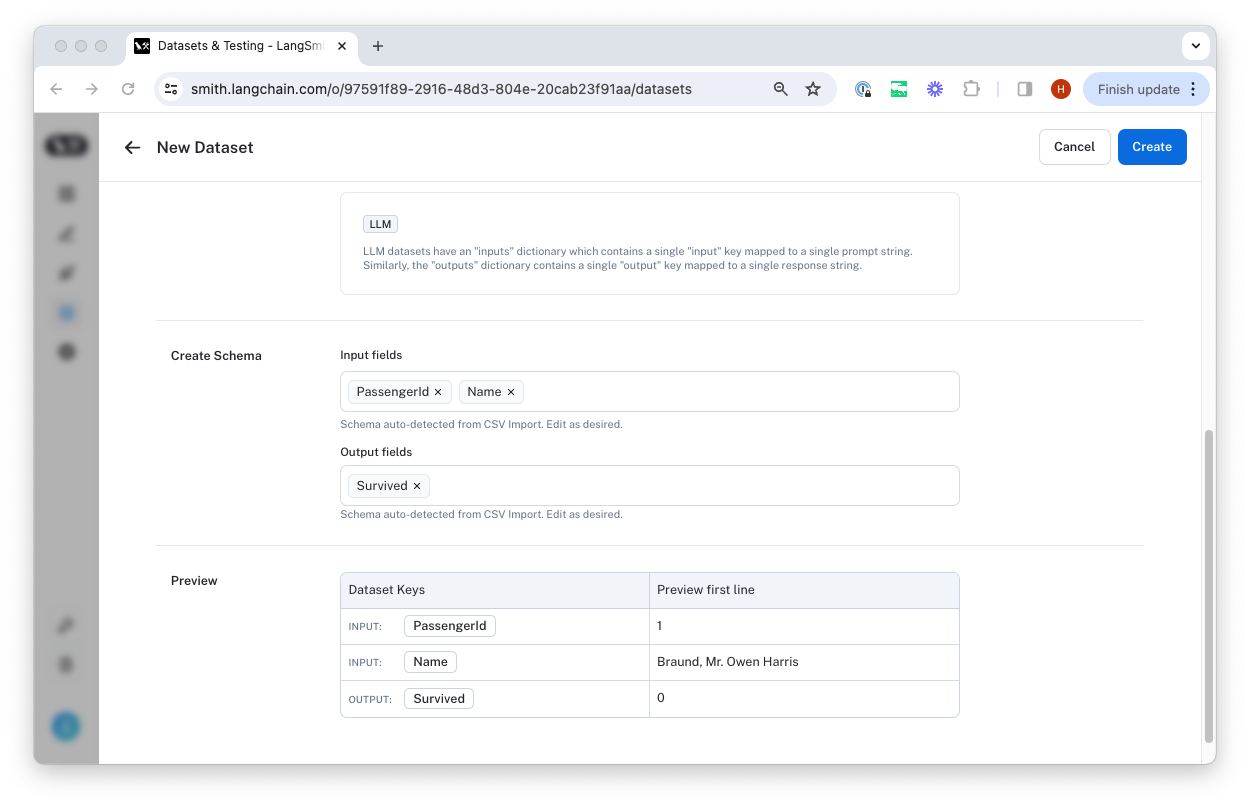 Datasets & Testing - LangSmi
smith.langchain.com/o/97591f89-2916-48d3-804e-20cab23f91aa/datasets
H
Finish update
New Dataset
Cancel
Create
LLM
LLM datasets have an "inputs" dictionary which contains a single "input" key mapped to a single prompt string.
Similarly, the "outputs" dictionary contains a single "output" key mapped to a single response string.
Create Schema
Input fields
PassengerId × Name ×
Schema auto-detected from CSV Import. Edit as desired.
Output fields
Survived ×
Schema auto-detected from CSV Import. Edit as desired.
Preview
Dataset Keys Preview first line
INPUT: PassengerId 1
INPUT: Name Braund, Mr. Owen Harris
OUTPUT: Survived 0